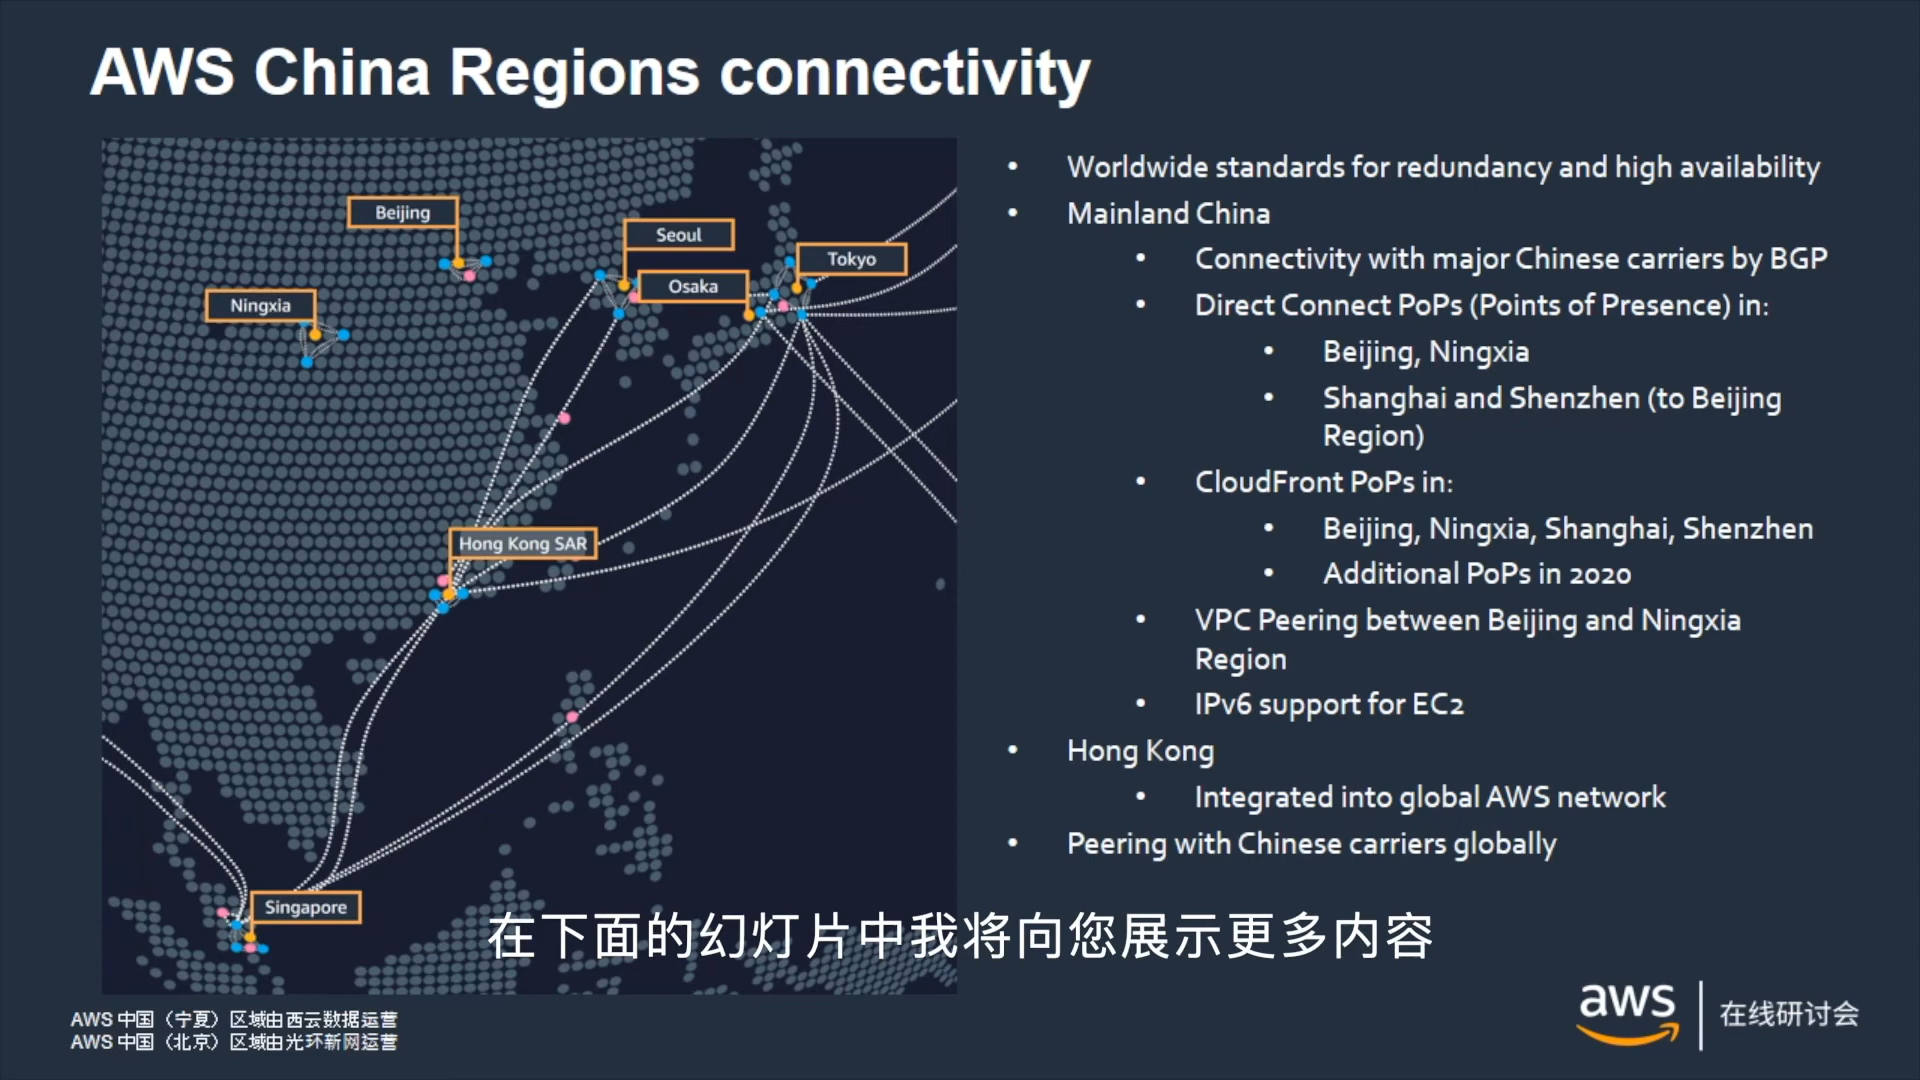 AWS China Regions connectivity
Beijing
Seoul
Tokyo
Osaka
Ningxia
Hong Kong SAR
Singapore
• Worldwide standards for redundancy and high availability
• Mainland China
• Connectivity with major Chinese carriers by BGP
• Direct Connect PoPs (Points of Presence) in:
• Beijing, Ningxia
• Shanghai and Shenzhen (to Beijing
Region)
• CloudFront PoPs in:
• Beijing, Ningxia, Shanghai, Shenzhen
• Additional PoPs in 2020
• VPC Peering between Beijing and Ningxia
Region
• IPv6 support for EC2
• Hong Kong
• Integrated into global AWS network
• Peering with Chinese carriers globally
在下面的幻灯片中我将向您展示更多内容
AWS 中国（宁夏）区域由西云数据运营
AWS 中国（北京）区域由光环新网运营
aws 在线研讨会